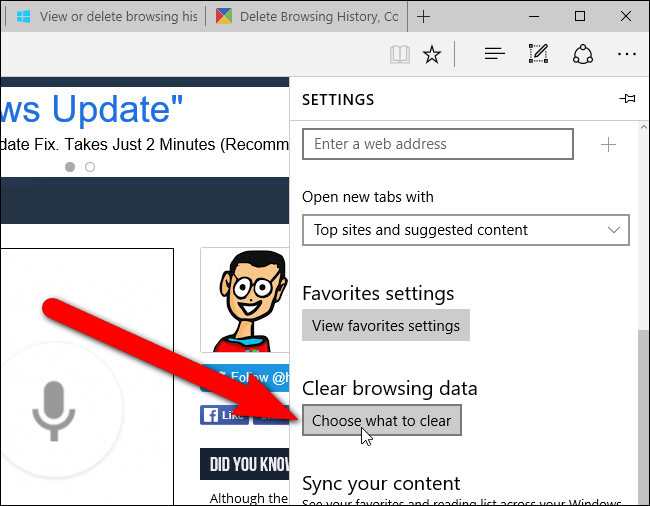 View or delete browsing his
Delete Browsing History, Co
SETTINGS
ws Update"
date Fix. Takes Just 2 Minutes (Recomm
Enter a web address
Open new tabs with
Top sites and suggested content
Favorites settings
View favorites settings
Follow @h
Like
Clear browsing data
Choose what to clear
DID YOU KNOW
Although the
Sync your content
See your favorites and reading list across your Windows